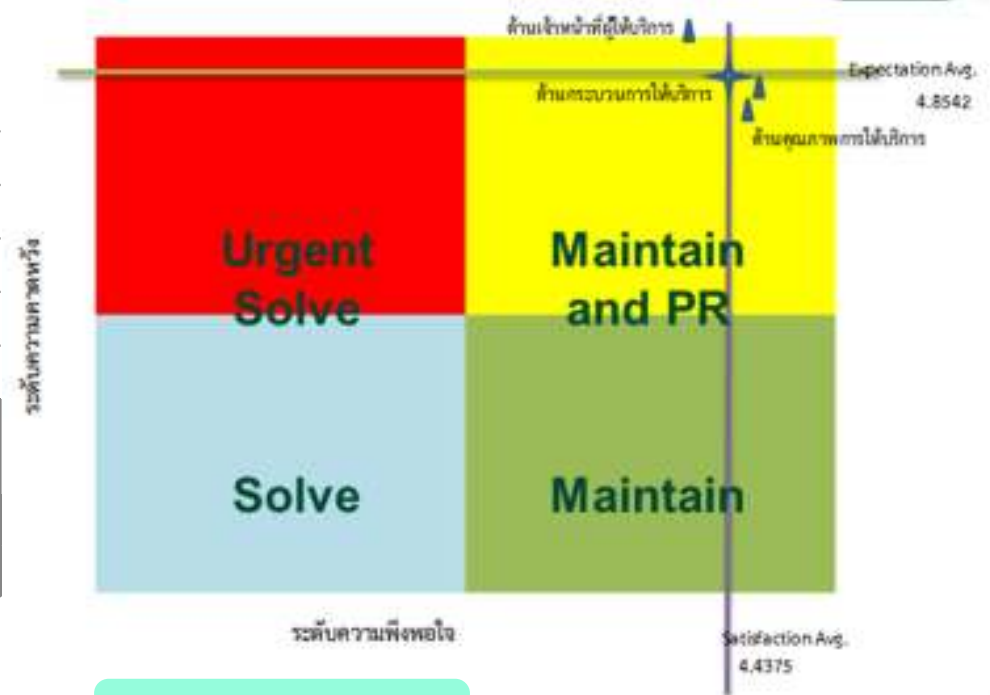 ด้านเจ้าหน้าที่ผู้ให้บริการ
Expectation Avg.
4.8542
ด้านกระบวนการให้บริการ
ด้านคุณภาพการให้บริการ
ระดับความคาดหวัง
Urgent
Solve
Maintain
and PR
Solve
Maintain
ระดับความพึงพอใจ
Satisfaction Avg.
4.4375